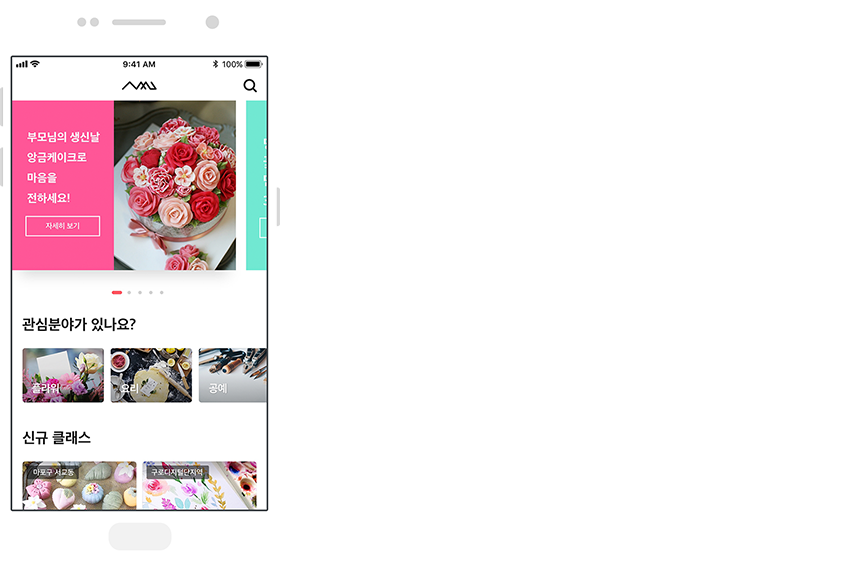 9:41 AM
100%
부모님의 생신날
앙금케이크로
마음을
전하세요!
자세히 보기
관심분야가 있나요?
플라워
요리
공예
신규 클래스
마포구 서교동
구로디지털단지역